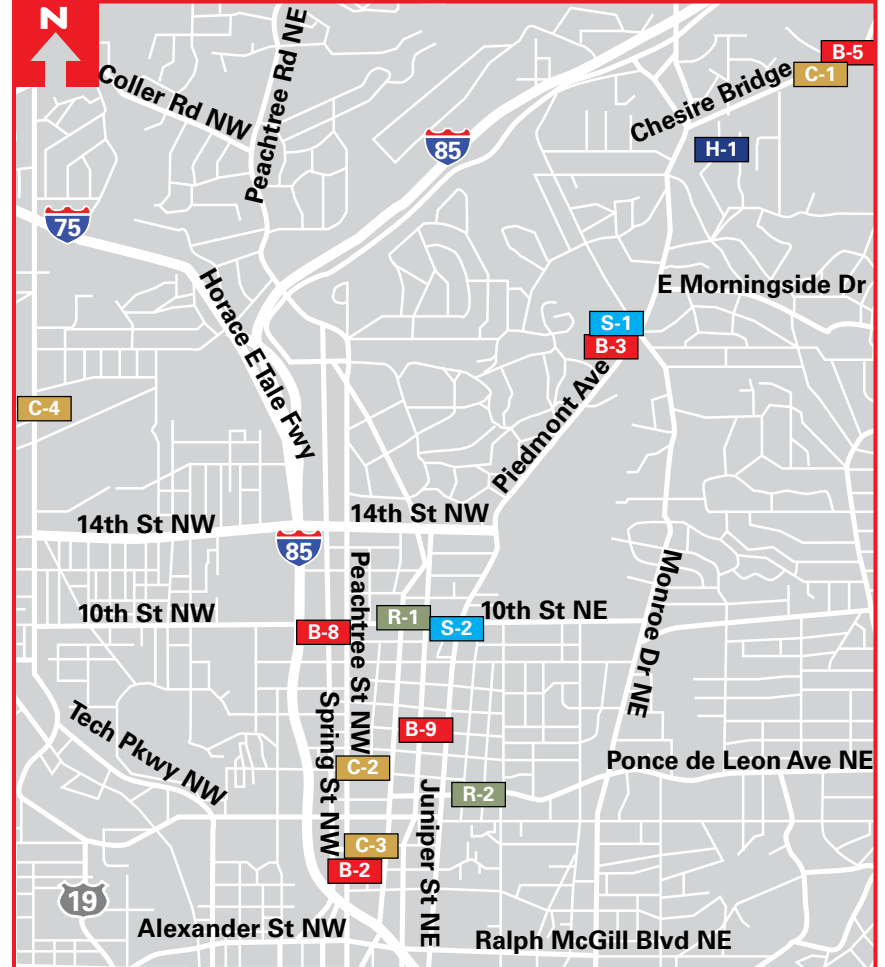 N
Coller Rd NW
Peachtree Rd NE
B-5
C-1
Chesire Bridge
85
H-1
75
Horace E Tale Fwy
E Morningside Dr
S-1
B-3
Piedmont Ave
C-4
14th St NW
14th St NW
85
10th St NW
Peachtree St NW
R-1
10th St NE
S-2
B-8
Monroe Dr NE
Spring St NW
B-9
Tech Pkwy NW
C-2
Ponce de Leon Ave NE
R-2
Juniper St NE
C-3
B-2
19
Alexander St NW
Ralph McGill Blvd NE